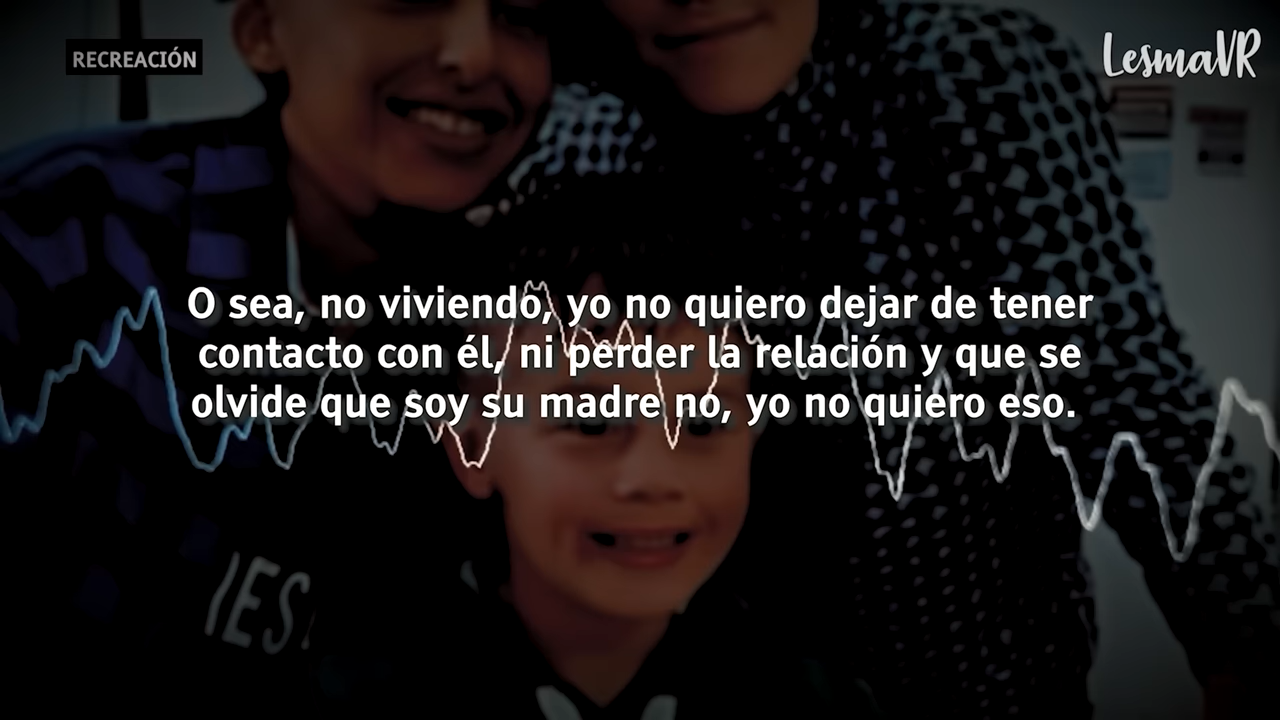 RECREACIÓN
LesmaVR
O sea, no viviendo, yo no quiero dejar de tener
contacto con él, ni perder la relación y que se
olvide que soy su madre no, yo no quiero eso.
IES